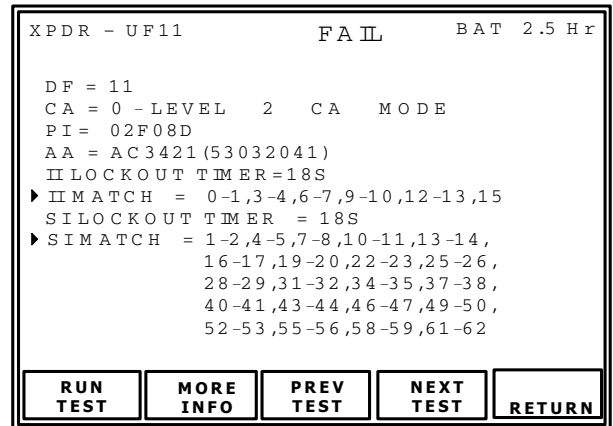 XPDR - UF11 FAIL BAT 2.5 Hr
DF = 11
CA = 0 - LEVEL 2 CA MODE
PI = 02F08D
AA = AC3421 (53032041)
II LOCKOUT TIMER = 18S
II MATCH = 0-1,3-4,6-7,9-10,12-13,15
SI LOCKOUT TIMER = 18S
SI MATCH = 1-2,4-5,7-8,10-11,13-14,
16-17,19-20,22-23,25-26,
28-29,31-32,34-35,37-38,
40-41,43-44,46-47,49-50,
52-53,55-56,58-59,61-62
RUN TEST
MORE INFO
PREV TEST
NEXT TEST
RETURN